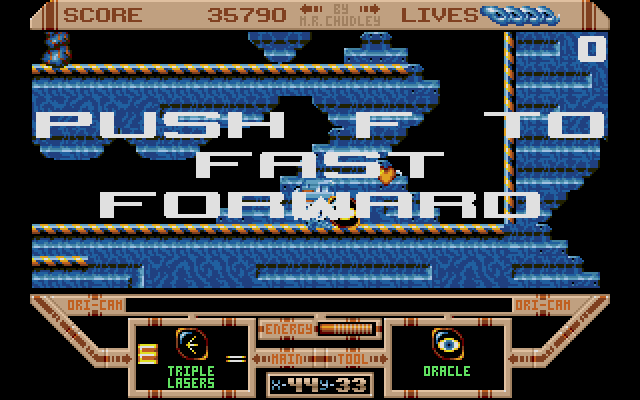 SCORE 35790 BY M.R.CHUDLEY LIVES
0
PUSH F TO
FAST
FORWARD
ORI-CAM ORI-CAM
ENERGY
MAIN TOOL
TRIPLE
LASERS
ORACLE
X-44Y-33